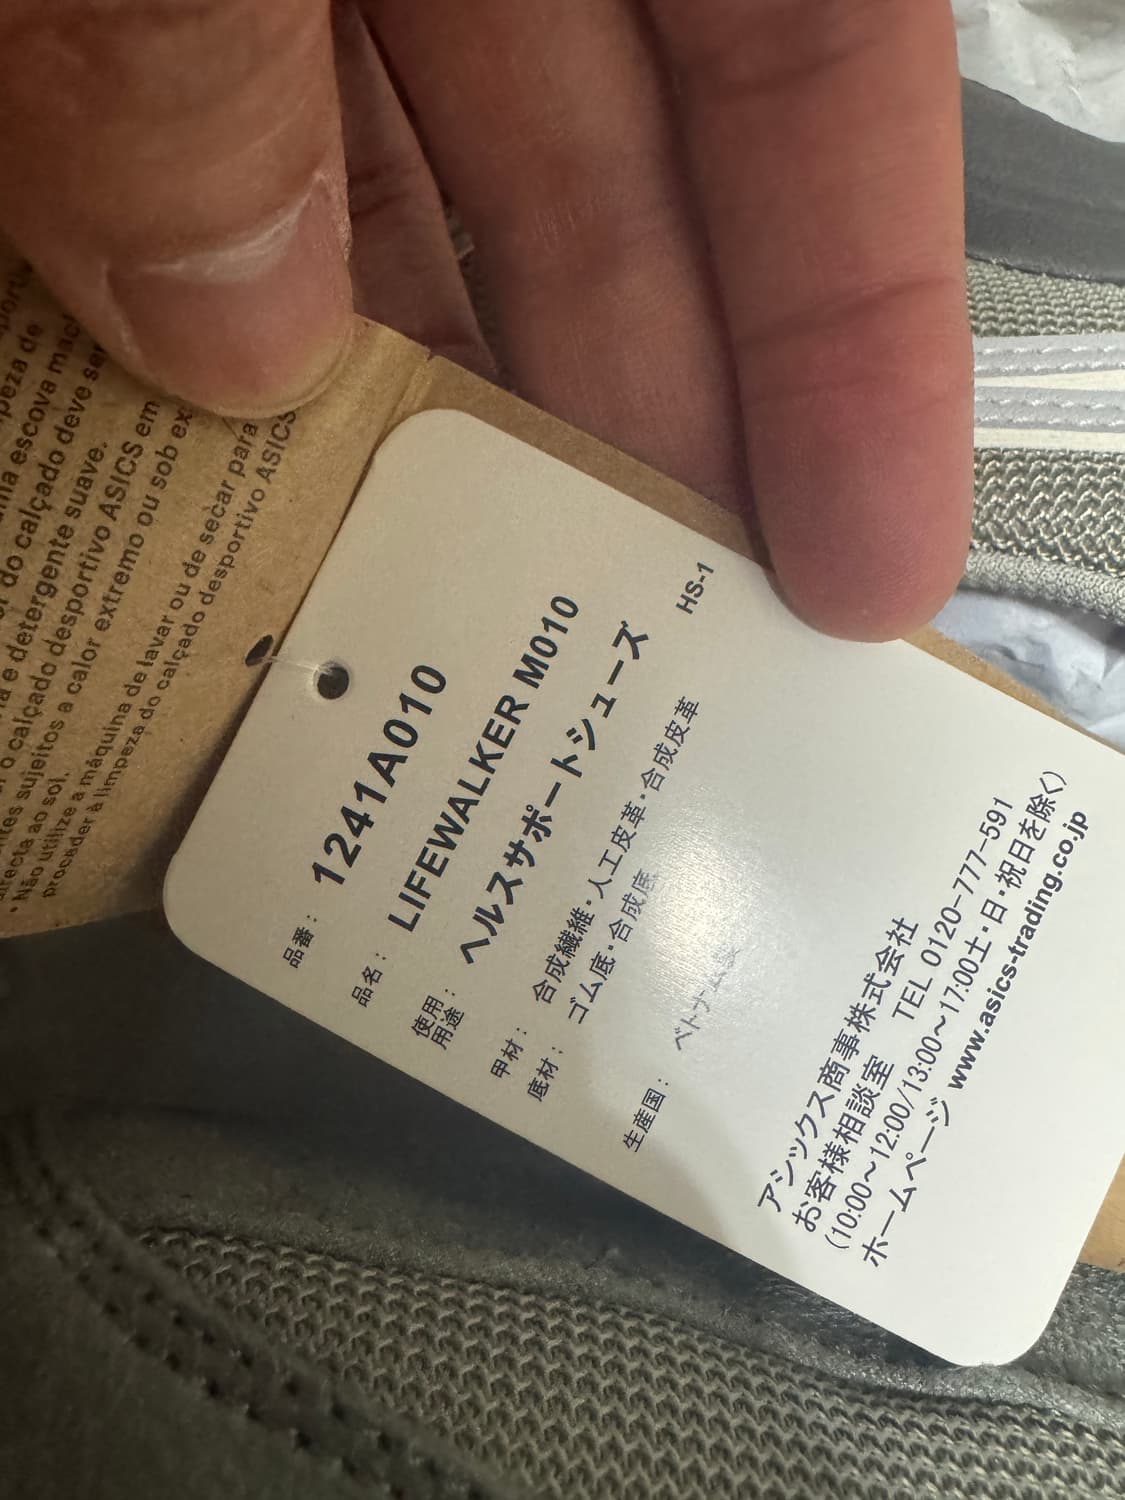 品番： 1241A010
品名： LIFEWALKER M010
使用用途： ヘルスサポートシューズ HS-1
甲材： 合成繊維・人工皮革・合成皮革
底材： ゴム底・合成底
生産国： ベトナム製
アシックス商事株式会社
お客様相談室 TEL 0120-777-591
(10:00～12:00/13:00～17:00土・日・祝日を除く)
ホームページ www.asics-trading.co.jp
escova
do calçado deve
e detergente suave.
o calçado desportivo ASICS em
sujeitos a calor extremo ou sob
ao sol.
• Não utilize a máquina de lavar ou de secar para
proceder à limpeza do calçado desportivo ASICS